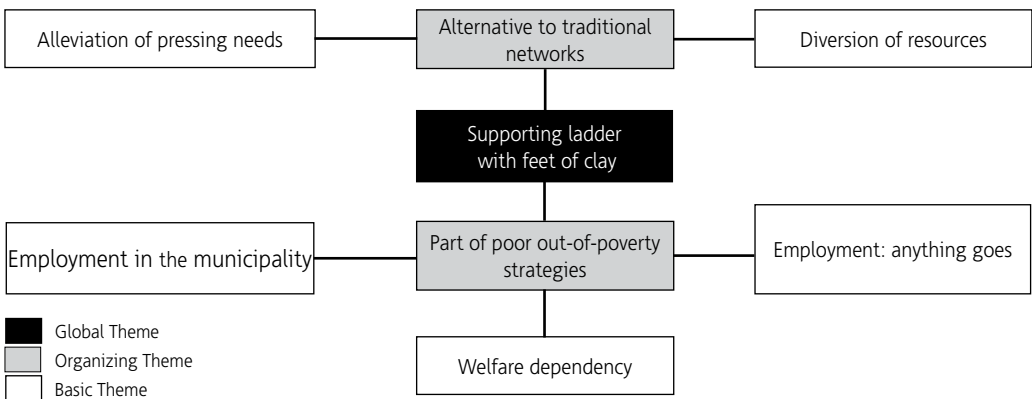 Alleviation of pressing needs
Alternative to traditional
networks
Diversion of resources
Supporting ladder
with feet of clay
Employment in the municipality
Part of poor out-of-poverty
strategies
Employment: anything goes
Welfare dependency
Global Theme
Organizing Theme
Basic Theme